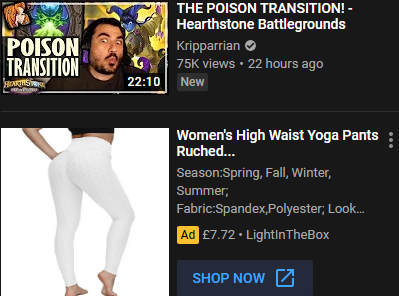 THE POISON TRANSITION! -
Hearthstone Battlegrounds
Kripparrian
75K views • 22 hours ago
New
POISON
TRANSITION
HEARTHSTONE
22:10
Women's High Waist Yoga Pants
Ruched...
Season:Spring, Fall, Winter,
Summer;
Fabric:Spandex,Polyester; Look...
Ad £7.72 • LightInTheBox
SHOP NOW